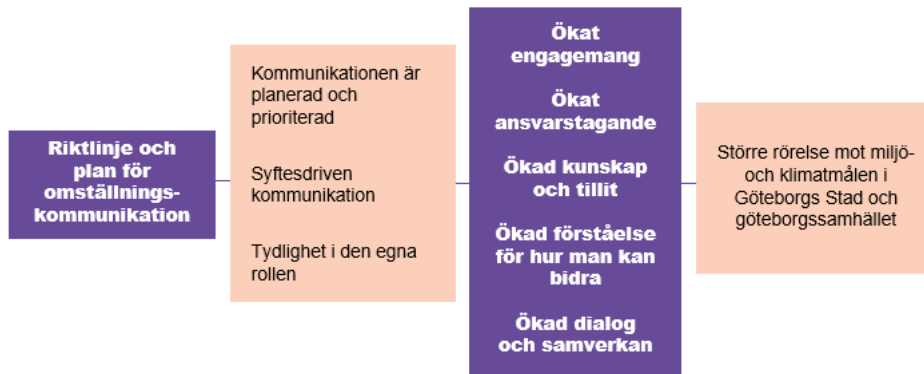 Riktlinje och
plan för
omställnings-
kommunikation
Kommunikationen är
planerad och
prioriterad
Syftesdriven
kommunikation
Tydlighet i den egna
rollen
Ökat
engagemang
Ökat
ansvarstagande
Ökad kunskap
och tillit
Ökad förståelse
för hur man kan
bidra
Ökad dialog
och samverkan
Större rörelse mot miljö-
och klimatmålen i
Göteborgs Stad och
göteborgssamhället